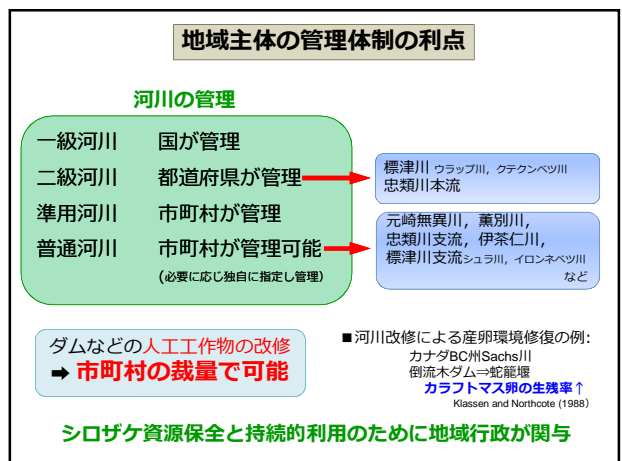 地域主体の管理体制の利点
河川の管理
一級河川 国が管理
二級河川 都道府県が管理
準用河川 市町村が管理
普通河川 市町村が管理可能
(必要に応じ独自に指定し管理)
標津川 ウラップ川, クテクンベツ川
忠類川本流
元崎無異川, 薫別川,
忠類川支流, 伊茶仁川,
標津川支流シュラ川, イロンネベツ川
など
ダムなどの人工工作物の改修
➡ 市町村の裁量で可能
■河川改修による産卵環境修復の例:
カナダBC州Sachs川
倒流木ダム⇒蛇籠堰
カラフトマス卵の生残率↑
Klassen and Northcote (1988)
シロザケ資源保全と持続的利用のために地域行政が関与